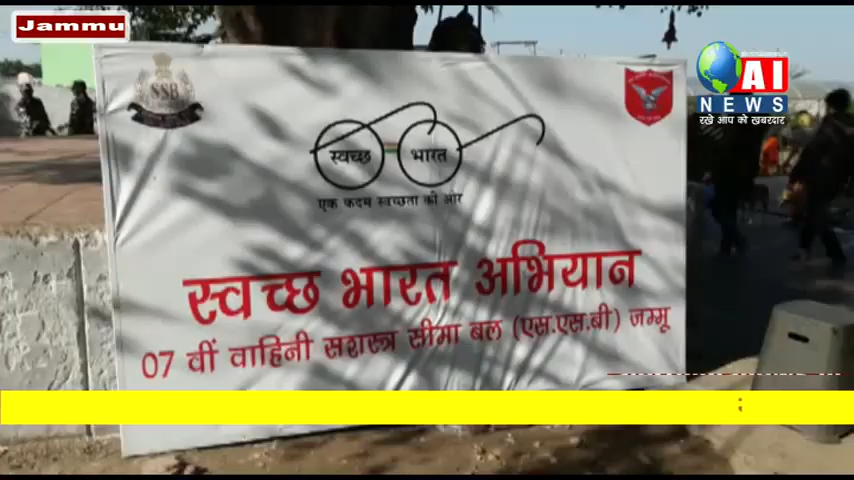 Jammu
SSB
AI
NEWS
रखे आप को खबरदार
स्वच्छ भारत
एक कदम स्वच्छता की ओर
स्वच्छ भारत अभियान
07 वीं वाहिनी सशस्त्र सीमा बल (एस.एस.बी) जम्मू